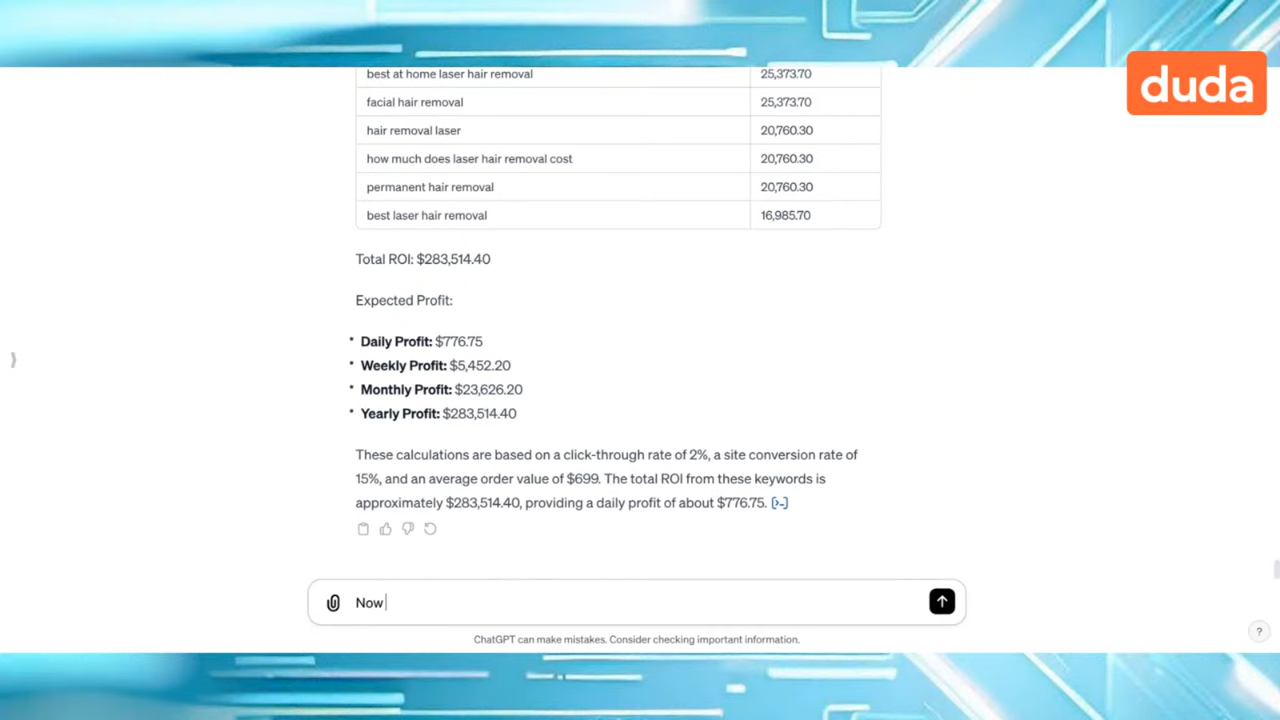 duda
best at home laser hair removal 25,373.70
facial hair removal 25,373.70
hair removal laser 20,760.30
how much does laser hair removal cost 20,760.30
permanent hair removal 20,760.30
best laser hair removal 16,985.70
Total ROI: $283,514.40
Expected Profit:
• Daily Profit: $776.75
• Weekly Profit: $5,452.20
• Monthly Profit: $23,626.20
• Yearly Profit: $283,514.40
These calculations are based on a click-through rate of 2%, a site conversion rate of
15%, and an average order value of $699. The total ROI from these keywords is
approximately $283,514.40, providing a daily profit of about $776.75. [>-]
Now
ChatGPT can make mistakes. Consider checking important information.
?